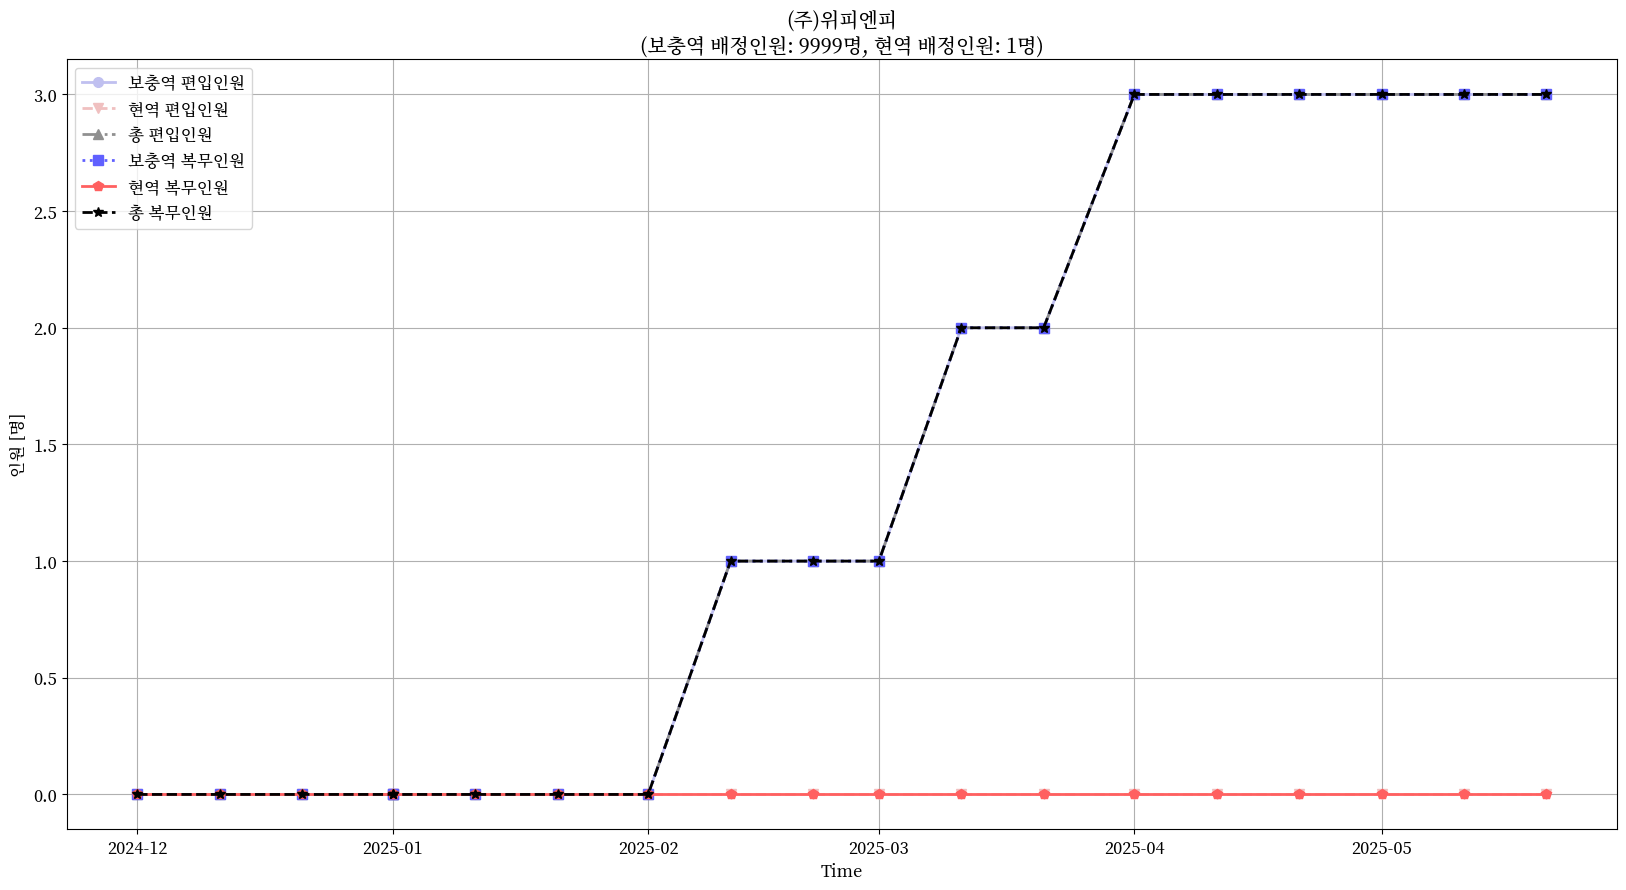 (주)위피엔피
(보충역 배정인원: 9999명, 현역 배정인원: 1명)
보충역 편입인원
현역 편입인원
총 편입인원
보충역 복무인원
현역 복무인원
총 복무인원
3.0
2.5
2.0
1.5
1.0
0.5
0.0
인원 [명]
2024-12
2025-01
2025-02
2025-03
2025-04
2025-05
Time